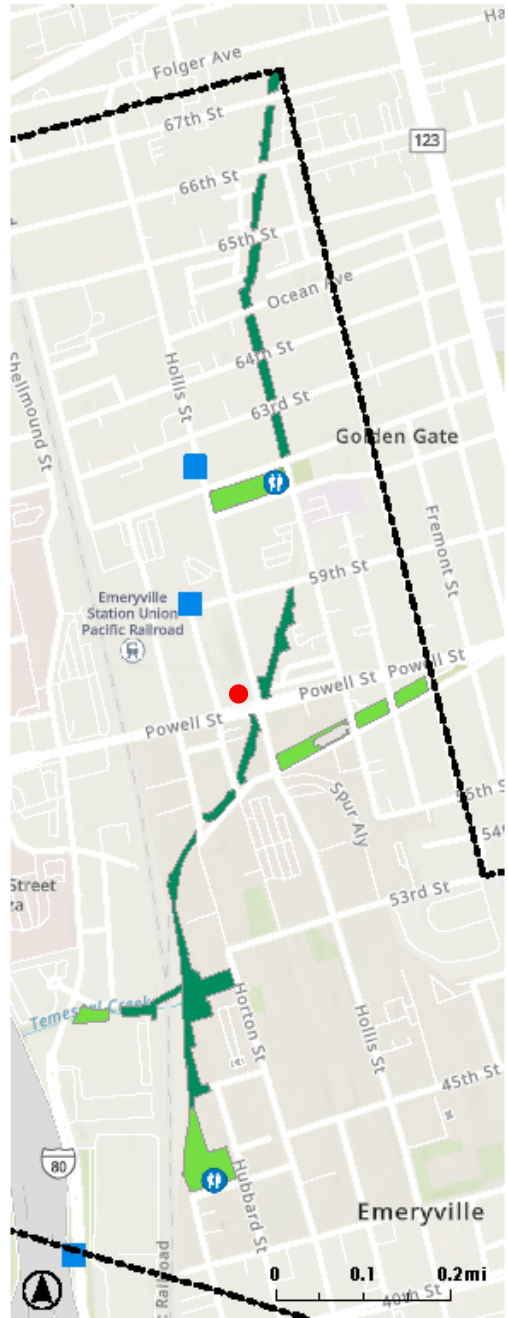 Folger Ave
Ha
67th St
123
66th St
65th St
Ocean Ave
Shellmound St
Hollis St
64th St
63rd St
Golden Gate
Fremont St
59th St
Emeryville
Station Union
Pacific Railroad
Powell St
Powell St
Powell St
Spur Aly
55th S
54t
Street
za
53rd St
Temescal Creek
Horton St
Hollis St
45th St
80
Hubbard St
Emeryville
Railroad
0 0.1 0.2mi
40th St